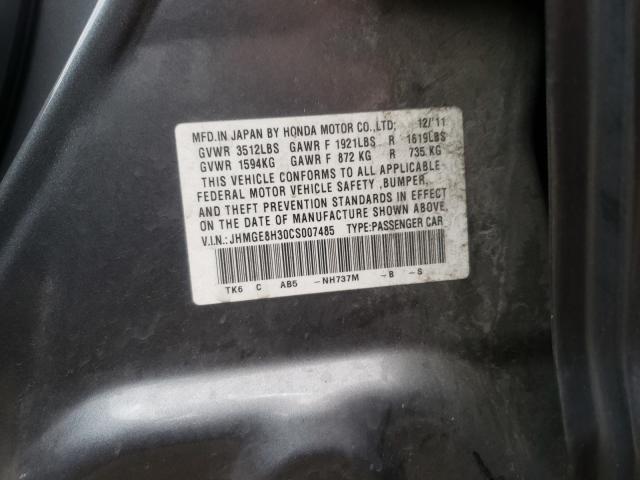 MFD.IN JAPAN BY HONDA MOTOR CO.,LTD; 12/'11
GVWR 3512LBS GAWR F 1921LBS R 1619LBS
GVWR 1594KG GAWR F 872 KG R 735 KG
THIS VEHICLE CONFORMS TO ALL APPLICABLE
FEDERAL MOTOR VEHICLE SAFETY ,BUMPER,
AND THEFT PREVENTION STANDARDS IN EFFECT
ON THE DATE OF MANUFACTURE SHOWN ABOVE.
V.I.N.:JHMGE8H30CS007485 TYPE:PASSENGER CAR
TK6 C AB5 -NH737M -B -S